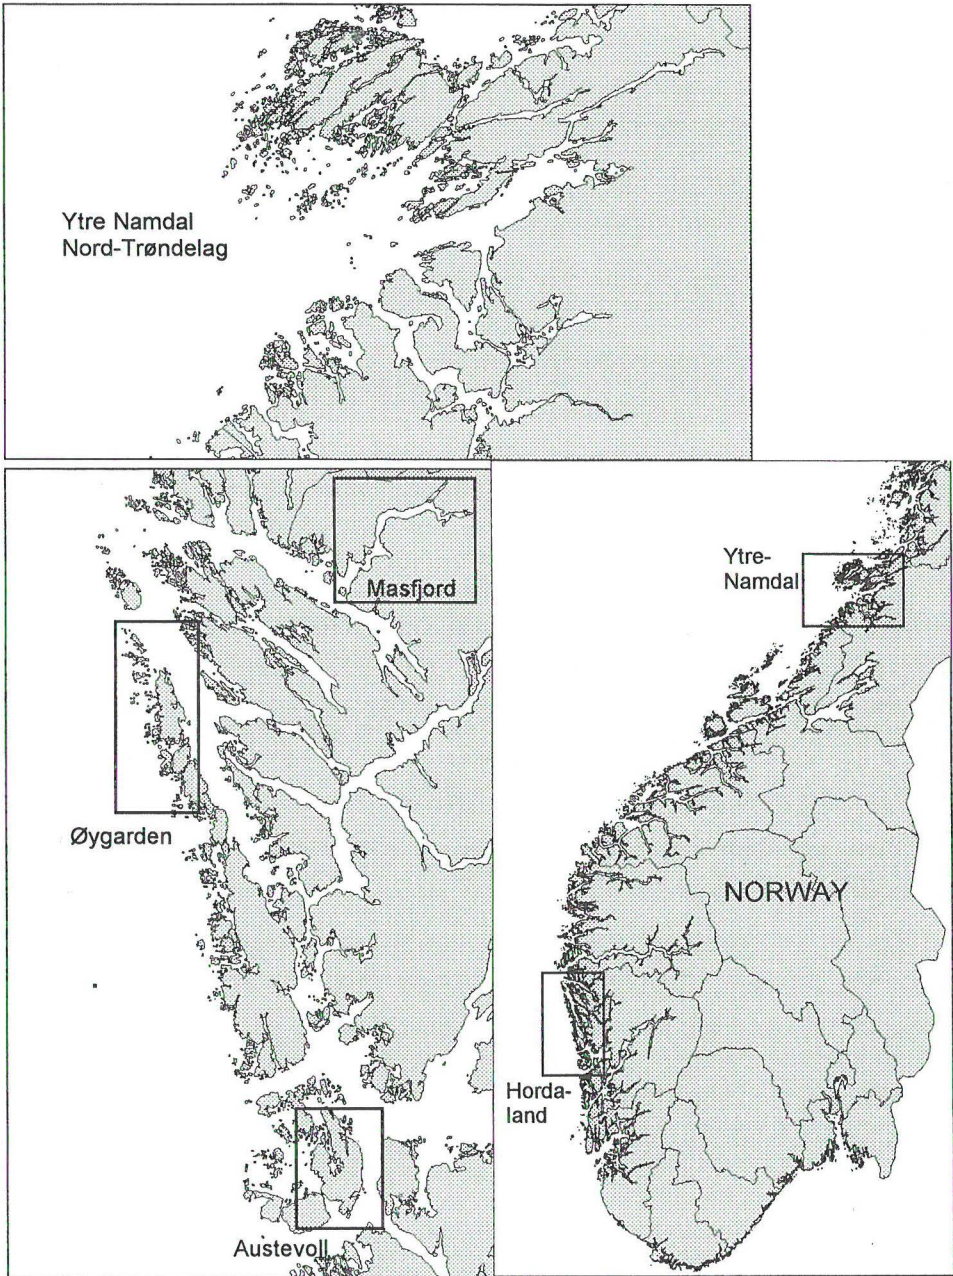 Ytre Namdal
Nord-Trøndelag
Masfjord
Øygarden
Austevoll
Ytre-
Namdal
NORWAY
Horda-
land